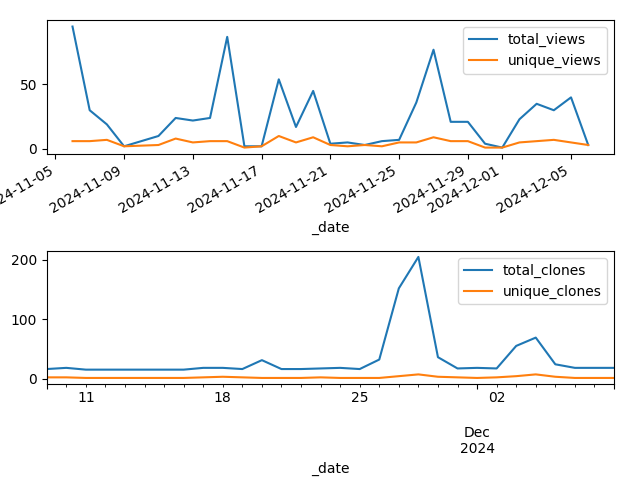 total_views
unique_views
50
0
24-11-05
2024-11-09
2024-11-13
2024-11-17
2024-11-21
2024-11-25
2024-11-29
2024-12-01
2024-12-05
_date
total_clones
unique_clones
200
100
0
11
18
25
02
Dec
2024
_date